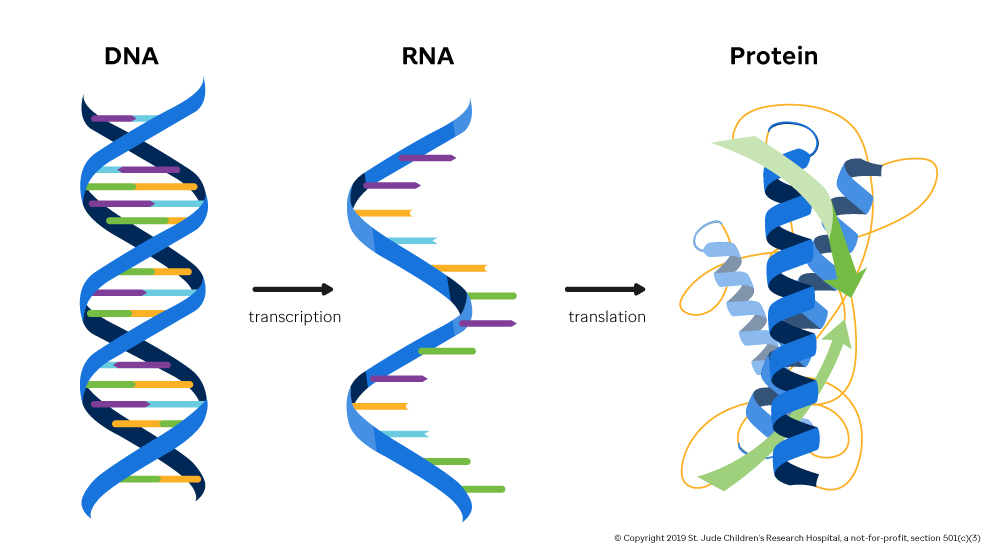 DNA
RNA
Protein
transcription
translation
© Copyright 2019 St. Jude Children's Research Hospital, a not-for-profit, section 501(c)(3)